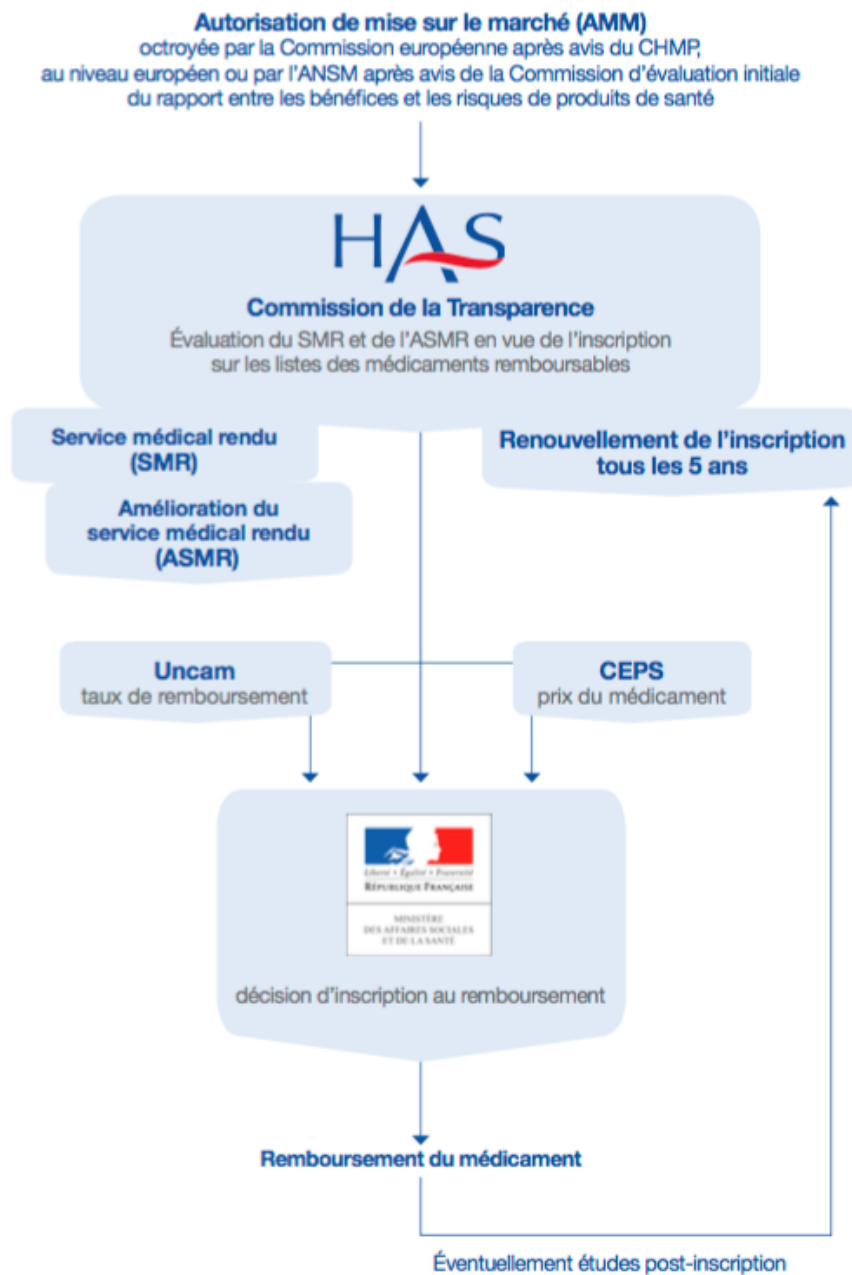 Autorisation de mise sur le marché (AMM)
octroyée par la Commission européenne après avis du CHMP,
au niveau européen ou par l'ANSM après avis de la Commission d'évaluation initiale
du rapport entre les bénéfices et les risques de produits de santé
HAS
Commission de la Transparence
Évaluation du SMR et de l'ASMR en vue de l'inscription
sur les listes des médicaments remboursables
Service médical rendu
(SMR)
Renouvellement de l'inscription
tous les 5 ans
Amélioration du
service médical rendu
(ASMR)
Uncam
taux de remboursement
CEPS
prix du médicament
Liberté • Égalité • Fraternité
RÉPUBLIQUE FRANÇAISE
MINISTÈRE
DES AFFAIRES SOCIALES
ET DE LA SANTÉ
décision d'inscription au remboursement
Remboursement du médicament
Éventuellement études post-inscription